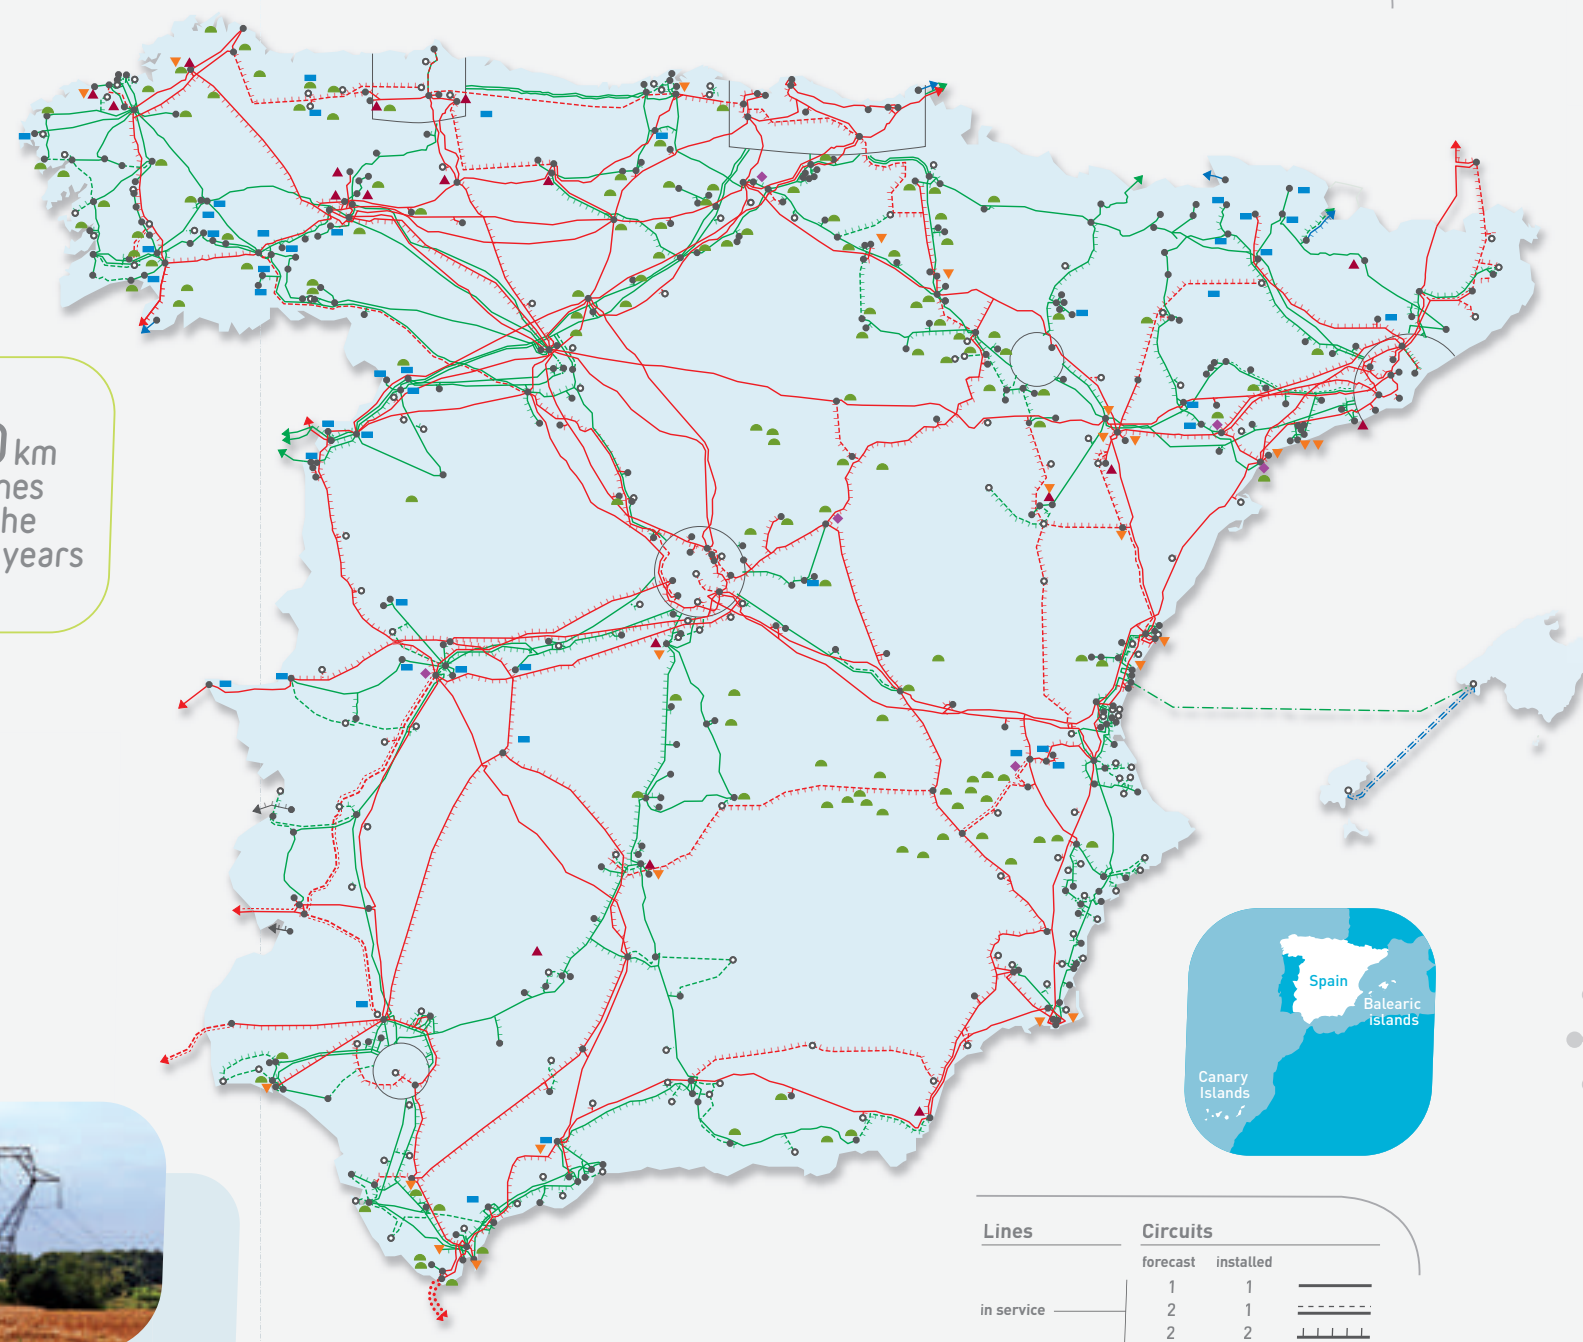 km
nes
he
years
Spain
Balearic
islands
Canary
Islands
Lines
Circuits
forecast installed
1 1
in service 2 1
2 2